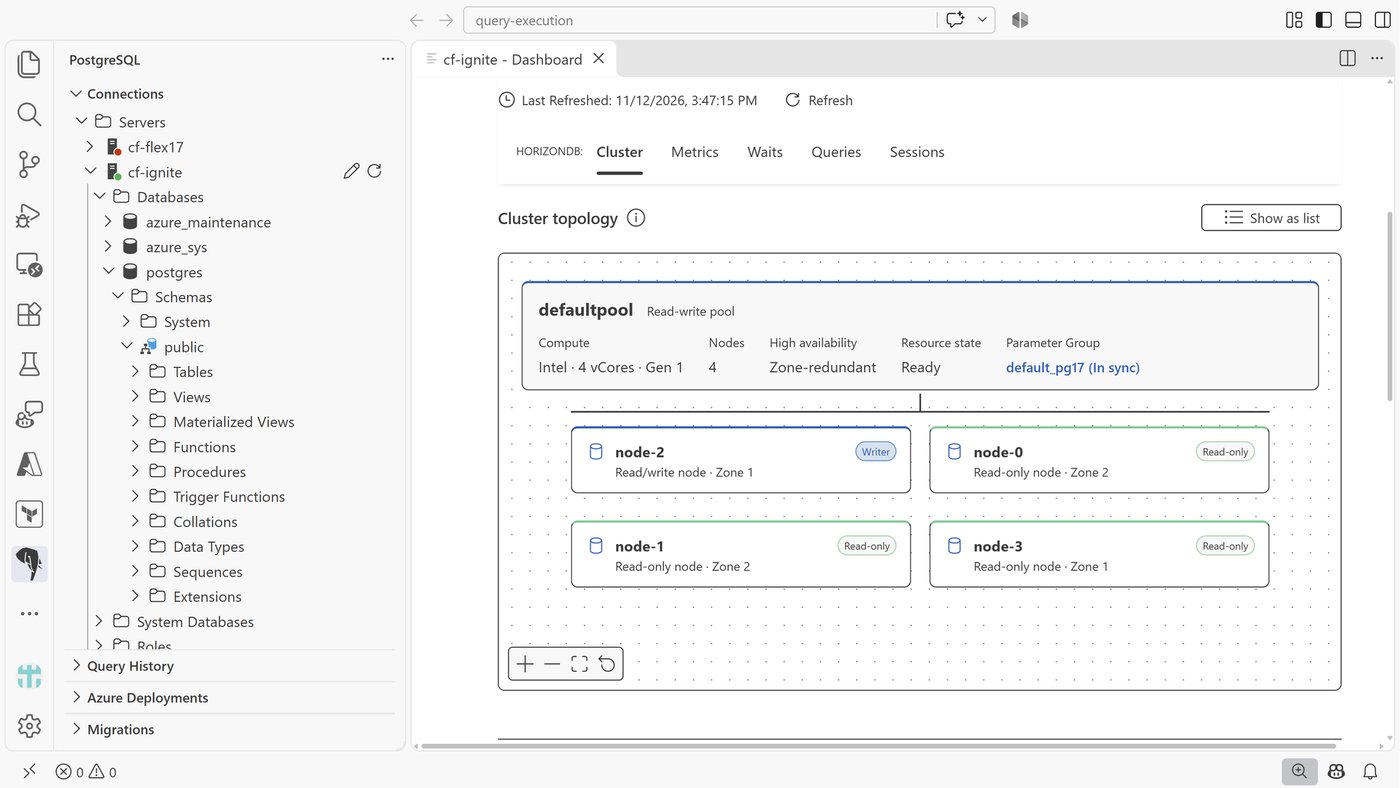 query-execution
PostgreSQL
Connections
Servers
cf-flex17
cf-ignite
Databases
azure_maintenance
azure_sys
postgres
Schemas
System
public
Tables
Views
Materialized Views
Functions
Procedures
Trigger Functions
Collations
Data Types
Sequences
Extensions
System Databases
Roles
Query History
Azure Deployments
Migrations
0 0
cf-ignite - Dashboard
Last Refreshed: 11/12/2026, 3:47:15 PM Refresh
HORIZONDB: Cluster Metrics Waits Queries Sessions
Cluster topology Show as list
defaultpool Read-write pool
Compute Nodes High availability Resource state Parameter Group
Intel · 4 vCores · Gen 1 4 Zone-redundant Ready default_pg17 (In sync)
node-2 Writer
Read/write node · Zone 1
node-0 Read-only
Read-only node · Zone 2
node-1 Read-only
Read-only node · Zone 2
node-3 Read-only
Read-only node · Zone 1